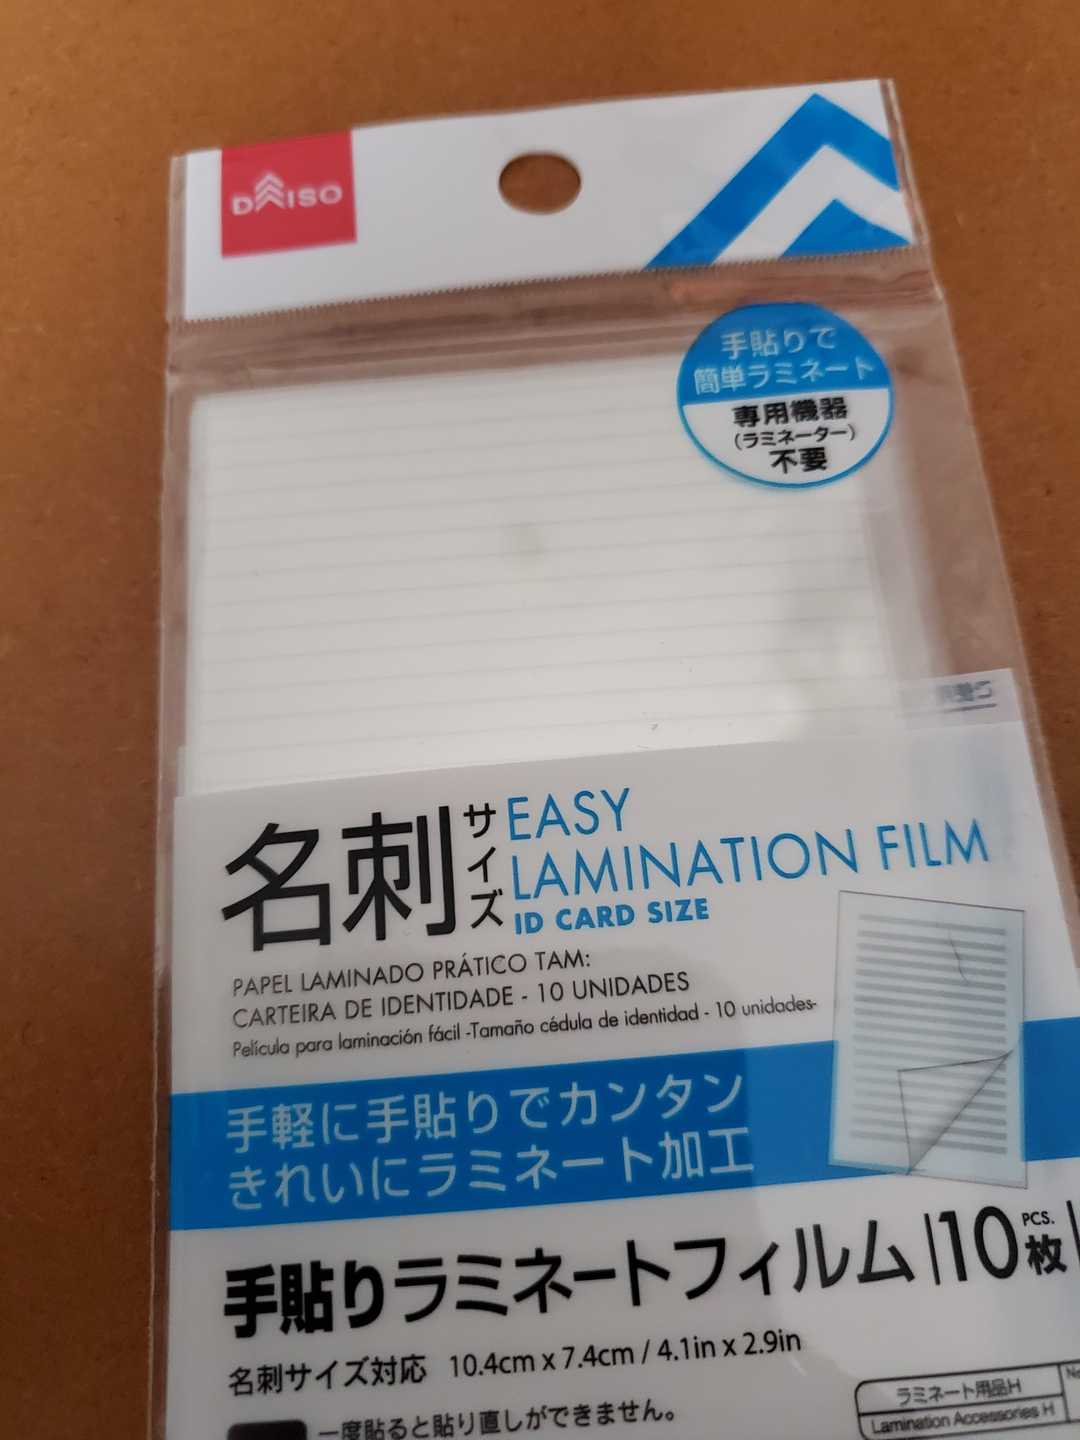 DAISO
手貼りで
簡単ラミネート
専用機器
(ラミネーター)
不要
名刺サイズ
EASY
LAMINATION FILM
ID CARD SIZE
PAPEL LAMINADO PRÁTICO TAM:
CARTEIRA DE IDENTIDADE - 10 UNIDADES
Película para laminación fácil -Tamaño cédula de identidad - 10 unidades-
手軽に手貼りでカンタン
きれいにラミネート加工
手貼りラミネートフィルム 10 PCS. 枚
名刺サイズ対応 10.4cm x 7.4cm / 4.1in x 2.9in
ラミネート用品H
Lamination Accessories H
一度貼ると貼り直しができません。